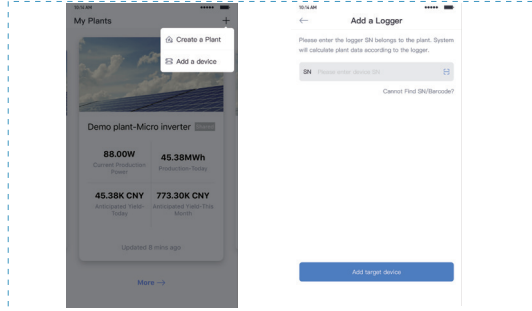 10:14 AM
My Plants
Create a Plant
Add a device
Demo plant-Micro inverter
88.00W
Current Production-
Power
45.38MWh
Production-Today
45.38K CNY
Anticipated Yield-
Today
773.30K CNY
Anticipated Yield-This
Month
Updated 8 mins ago
More →
10:14 AM
← Add a Logger
Please enter the logger SN belongs to the plant. System
will calculate plant data according to the logger.
SN Please enter device SN
Cannot Find SN/Barcode?
Add target device